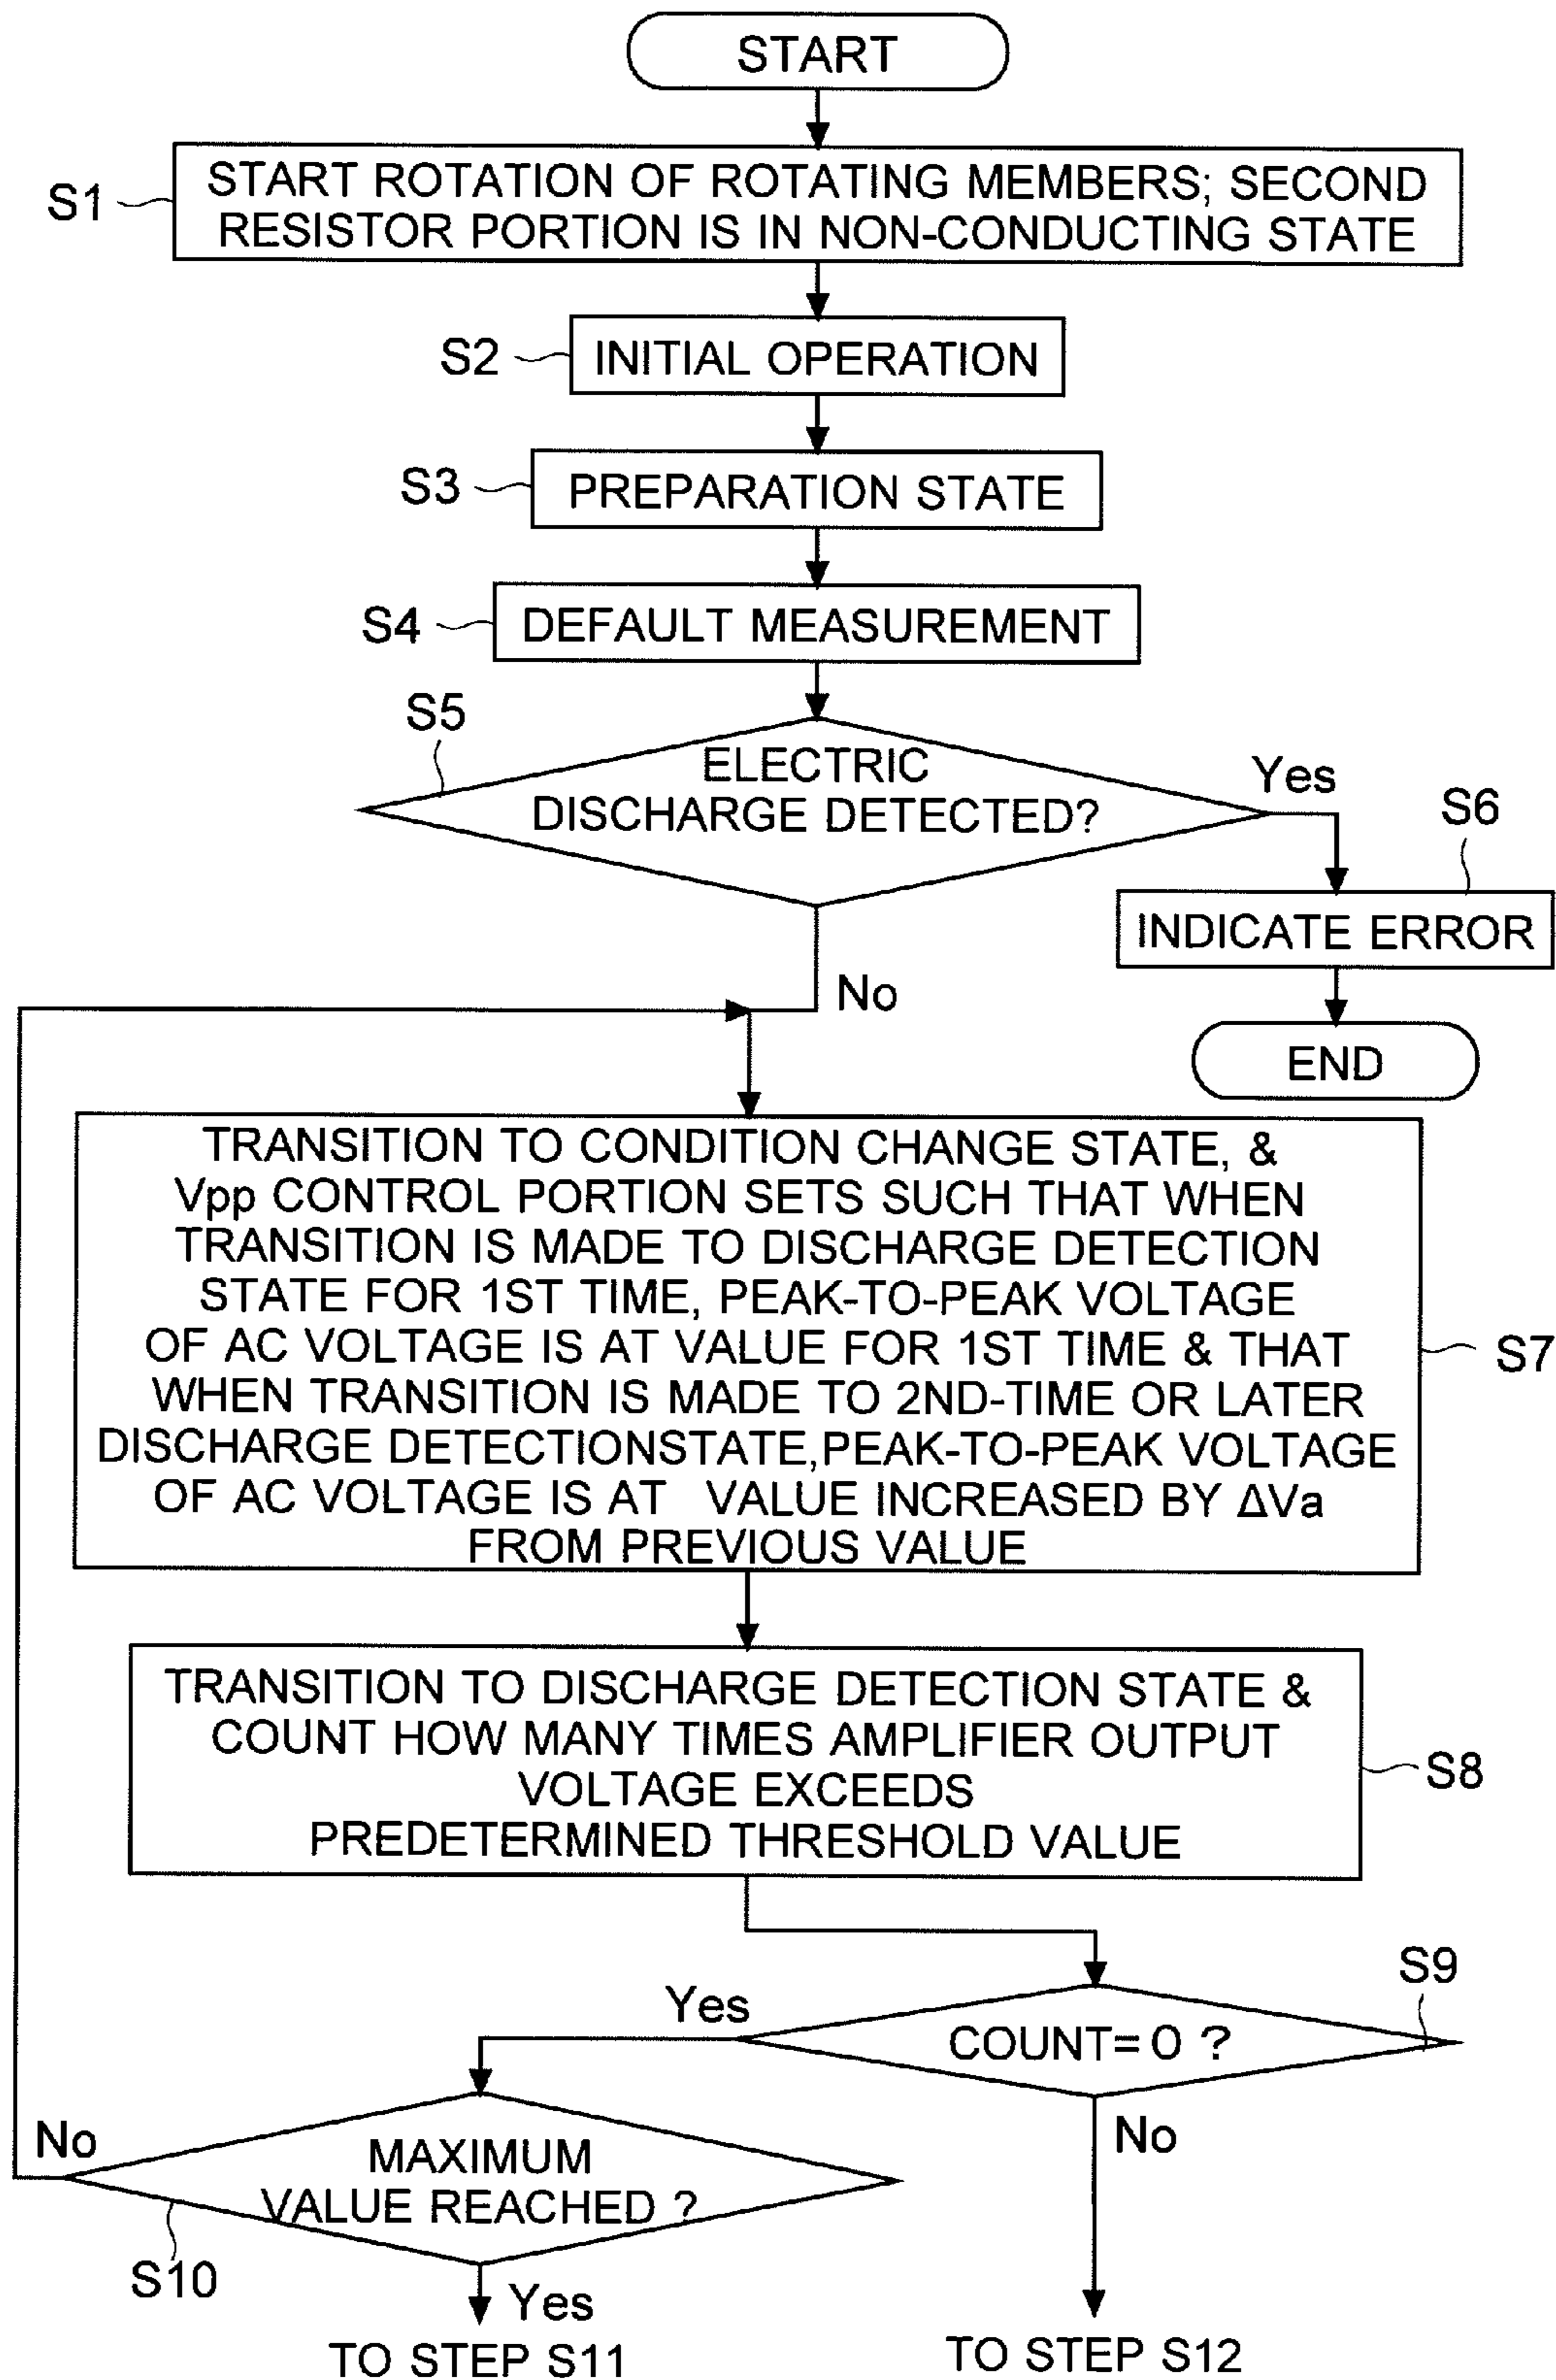 START
S1
START ROTATION OF ROTATING MEMBERS; SECOND
RESISTOR PORTION IS IN NON-CONDUCTING STATE
S2
INITIAL OPERATION
S3
PREPARATION STATE
S4
DEFAULT MEASUREMENT
S5
ELECTRIC
DISCHARGE DETECTED?
Yes
S6
INDICATE ERROR
No
END
TRANSITION TO CONDITION CHANGE STATE, &
Vpp CONTROL PORTION SETS SUCH THAT WHEN
TRANSITION IS MADE TO DISCHARGE DETECTION
STATE FOR 1ST TIME, PEAK-TO-PEAK VOLTAGE
OF AC VOLTAGE IS AT VALUE FOR 1ST TIME & THAT
WHEN TRANSITION IS MADE TO 2ND-TIME OR LATER
DISCHARGE DETECTIONSTATE,PEAK-TO-PEAK VOLTAGE
OF AC VOLTAGE IS AT VALUE INCREASED BY ΔVa
FROM PREVIOUS VALUE
S7
TRANSITION TO DISCHARGE DETECTION STATE &
COUNT HOW MANY TIMES AMPLIFIER OUTPUT
VOLTAGE EXCEEDS
PREDETERMINED THRESHOLD VALUE
S8
S9
Yes
COUNT= 0 ?
No
No
MAXIMUM
VALUE REACHED ?
S10
Yes
TO STEP S11
TO STEP S12